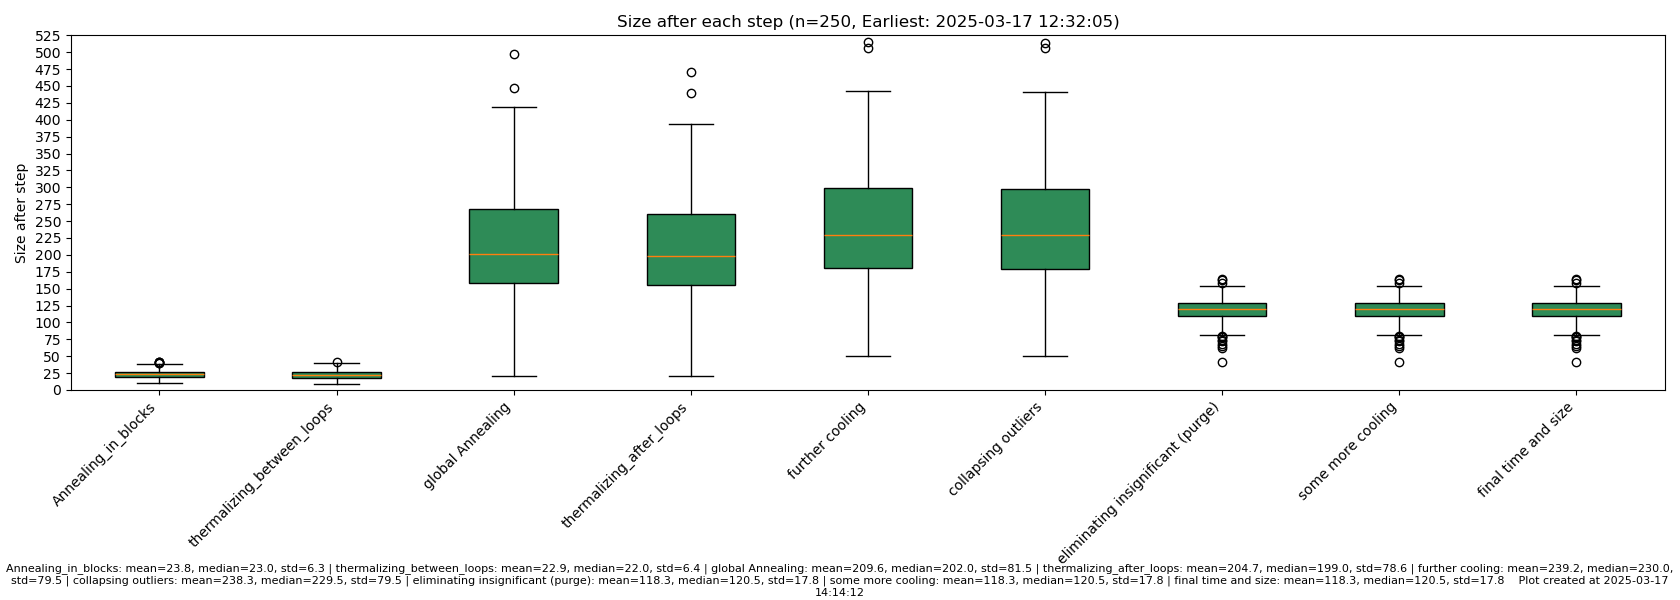 Size after each step (n=250, Earliest: 2025-03-17 12:32:05)
525
500
475
450
425
400
375
350
325
300
275
250
225
200
175
150
125
100
75
50
25
0
Size after step
Annealing_in_blocks
thermalizing_between_loops
global Annealing
thermalizing_after_loops
further cooling
collapsing outliers
eliminating insignificant (purge)
some more cooling
final time and size
Annealing_in_blocks: mean=23.8, median=23.0, std=6.3 | thermalizing_between_loops: mean=22.9, median=22.0, std=6.4 | global Annealing: mean=209.6, median=202.0, std=81.5 | thermalizing_after_loops: mean=204.7, median=199.0, std=78.6 | further cooling: mean=239.2, median=230.0,
std=79.5 | collapsing outliers: mean=238.3, median=229.5, std=79.5 | eliminating insignificant (purge): mean=118.3, median=120.5, std=17.8 | some more cooling: mean=118.3, median=120.5, std=17.8 | final time and size: mean=118.3, median=120.5, std=17.8 Plot created at 2025-03-17
14:14:12